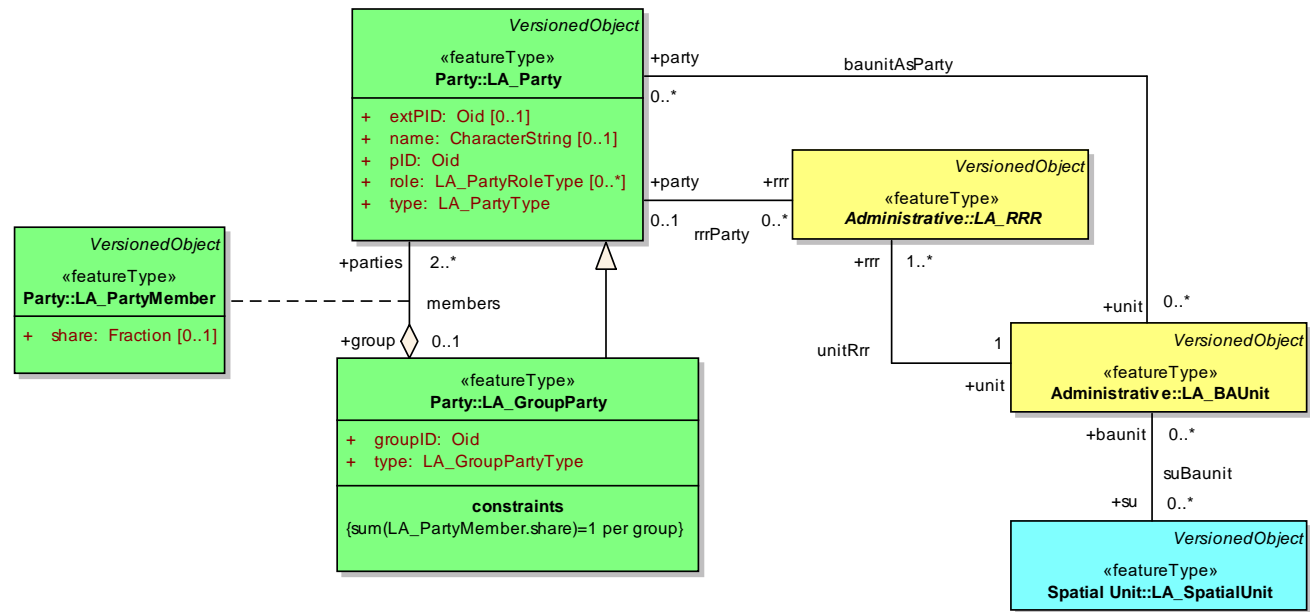 VersionedObject
«featureType»
Party::LA_Party
+ extPID: Oid [0..1]
+ name: CharacterString [0..1]
+ pID: Oid
+ role: LA_PartyRoleType [0..*]
+ type: LA_PartyType
+party
0..*
baunitAsParty
+party
0..1
rrrParty
+rrr
0..*
VersionedObject
«featureType»
Administrative::LA_RRR
+rrr
1..*
unitRrr
1
+unit
+unit
0..*
VersionedObject
«featureType»
Party::LA_PartyMember
+ share: Fraction [0..1]
+parties
2..*
members
+group
0..1
«featureType»
Party::LA_GroupParty
+ groupID: Oid
+ type: LA_GroupPartyType
constraints
{sum(LA_PartyMember.share)=1 per group}
VersionedObject
«featureType»
Administrative::LA_BAUnit
+baunit
0..*
suBaunit
+su
0..*
VersionedObject
«featureType»
Spatial Unit::LA_SpatialUnit